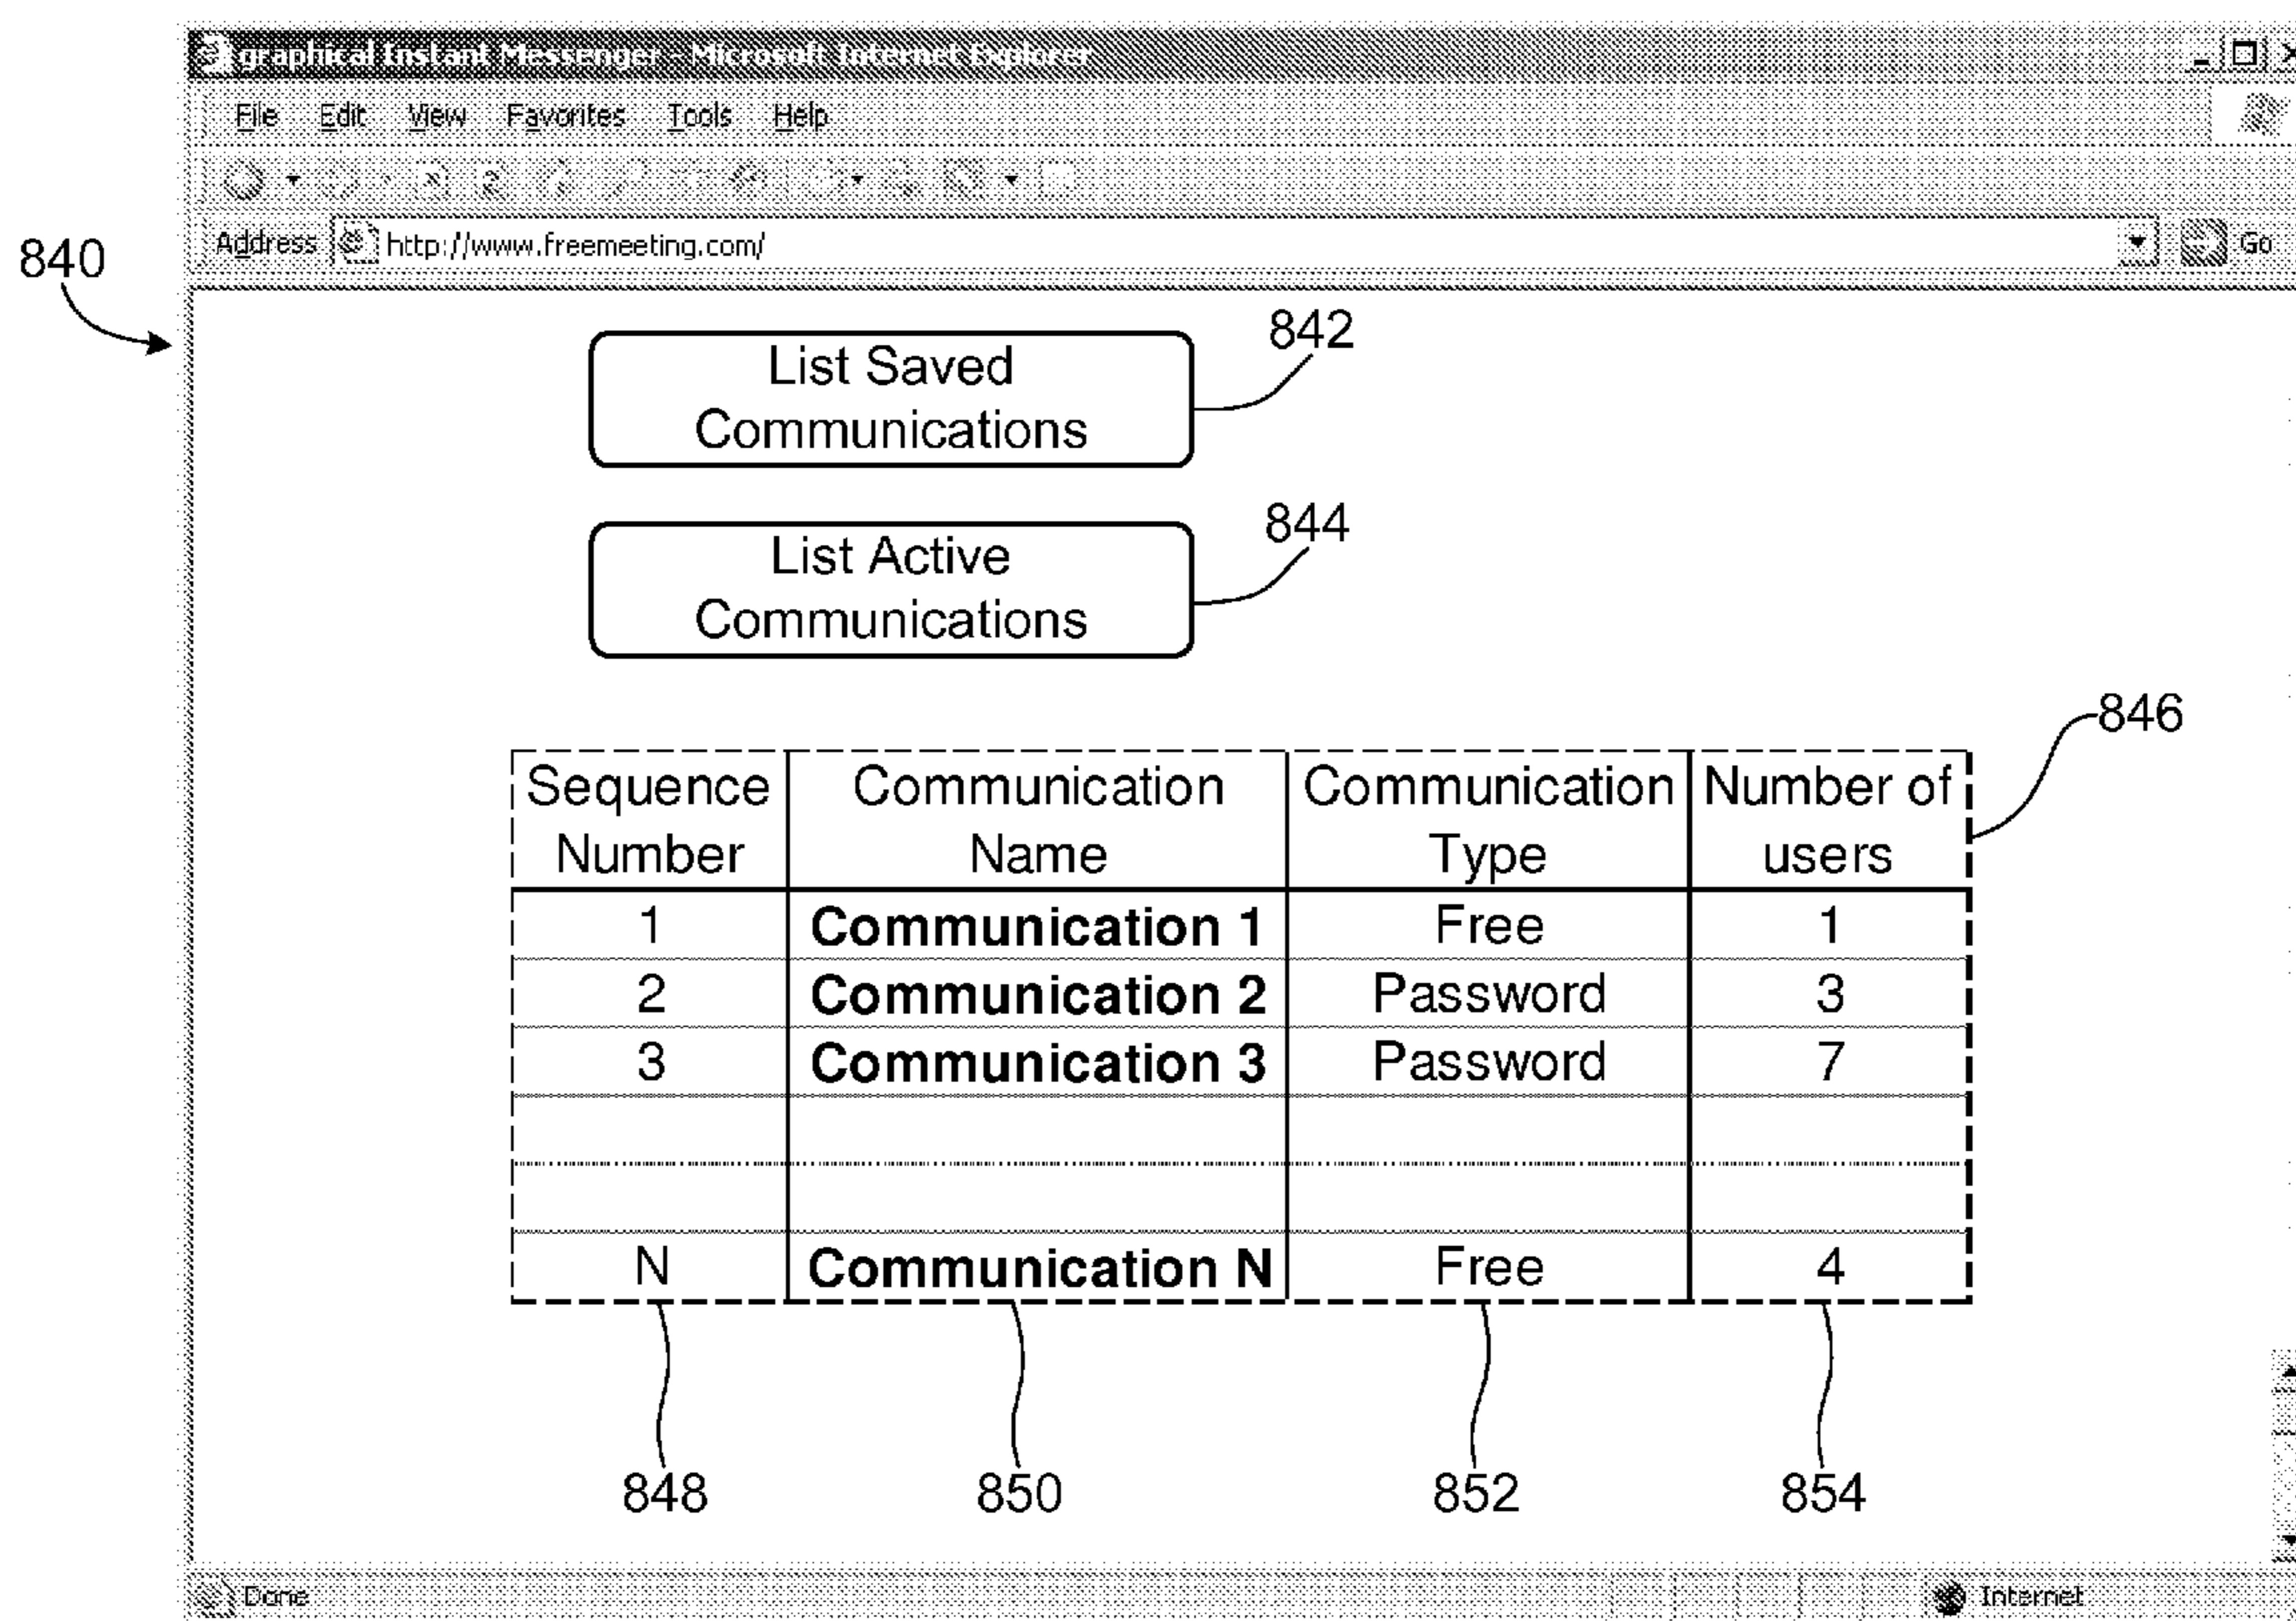 graphical Instant Messenger - Microsoft Internet Explorer
File Edit View Favorites Tools Help
Address http://www.freemeeting.com/ Go
840
List Saved
Communications
842
List Active
Communications
844
846
Sequence Number Communication Name Communication Type Number of users
1 Communication 1 Free 1
2 Communication 2 Password 3
3 Communication 3 Password 7
N Communication N Free 4
848 850 852 854
Done Internet